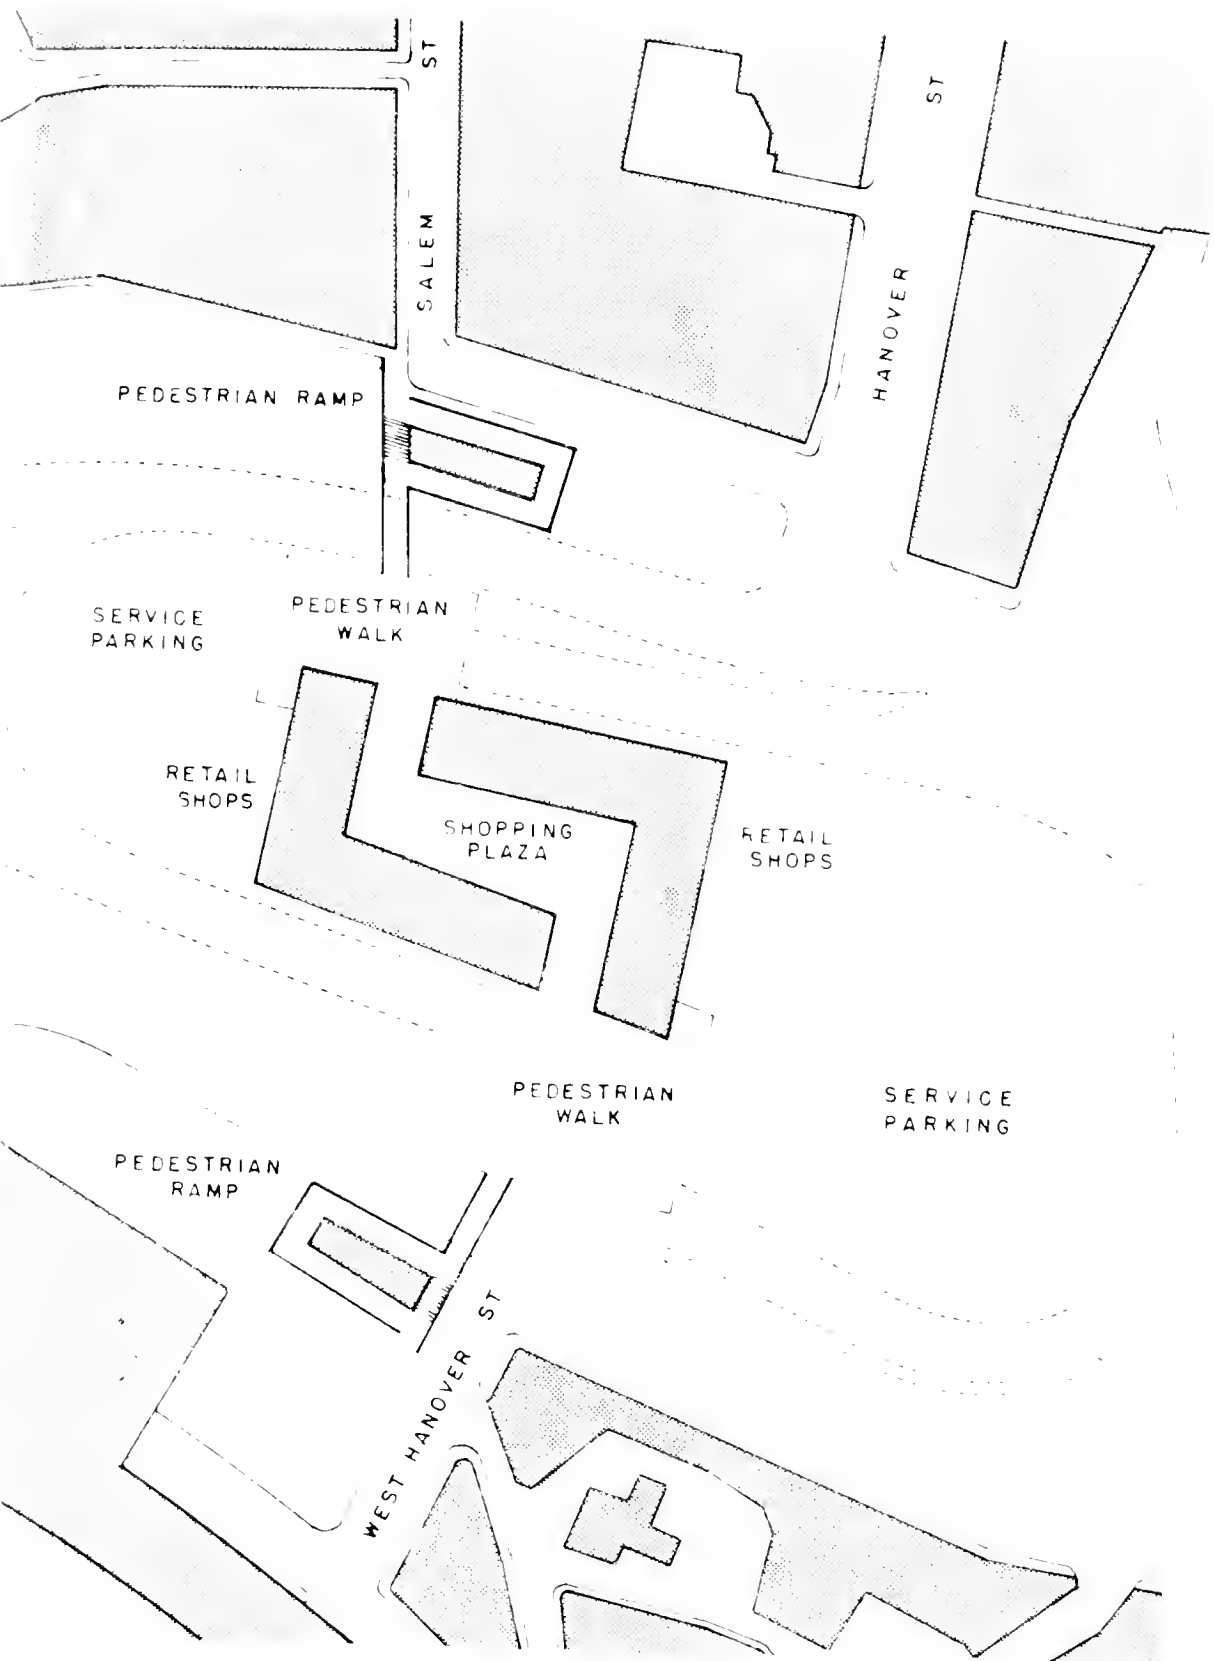 ST
SALEM
ST
HANOVER
PEDESTRIAN RAMP
SERVICE
PARKING
PEDESTRIAN
WALK
RETAIL
SHOPS
SHOPPING
PLAZA
RETAIL
SHOPS
PEDESTRIAN
WALK
SERVICE
PARKING
PEDESTRIAN
RAMP
WEST HANOVER ST